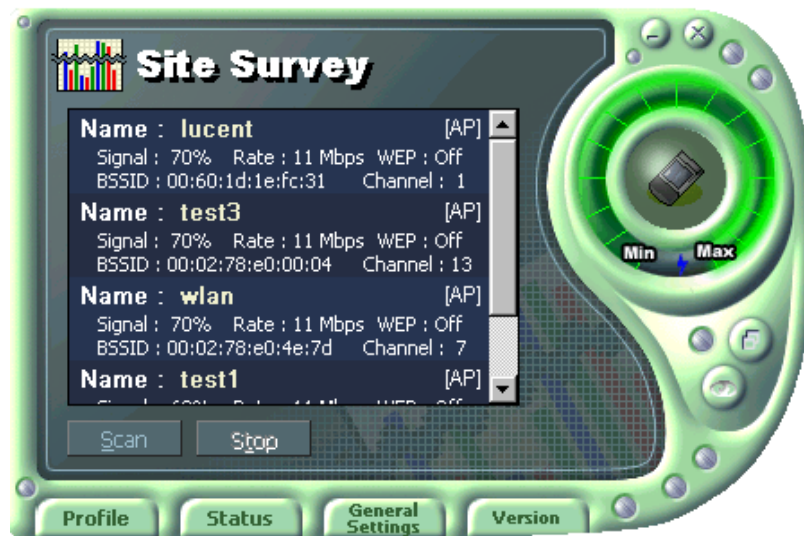 Site Survey
Name : lucent [AP]
Signal : 70% Rate : 11 Mbps WEP : Off
BSSID : 00:60:1d:1e:fc:31 Channel : 1
Name : test3 [AP]
Signal : 70% Rate : 11 Mbps WEP : Off
BSSID : 00:02:78:e0:00:04 Channel : 13
Name : wlan [AP]
Signal : 70% Rate : 11 Mbps WEP : Off
BSSID : 00:02:78:e0:4e:7d Channel : 7
Name : test1 [AP]
Min Max
Scan Stop
Profile Status General Settings Version